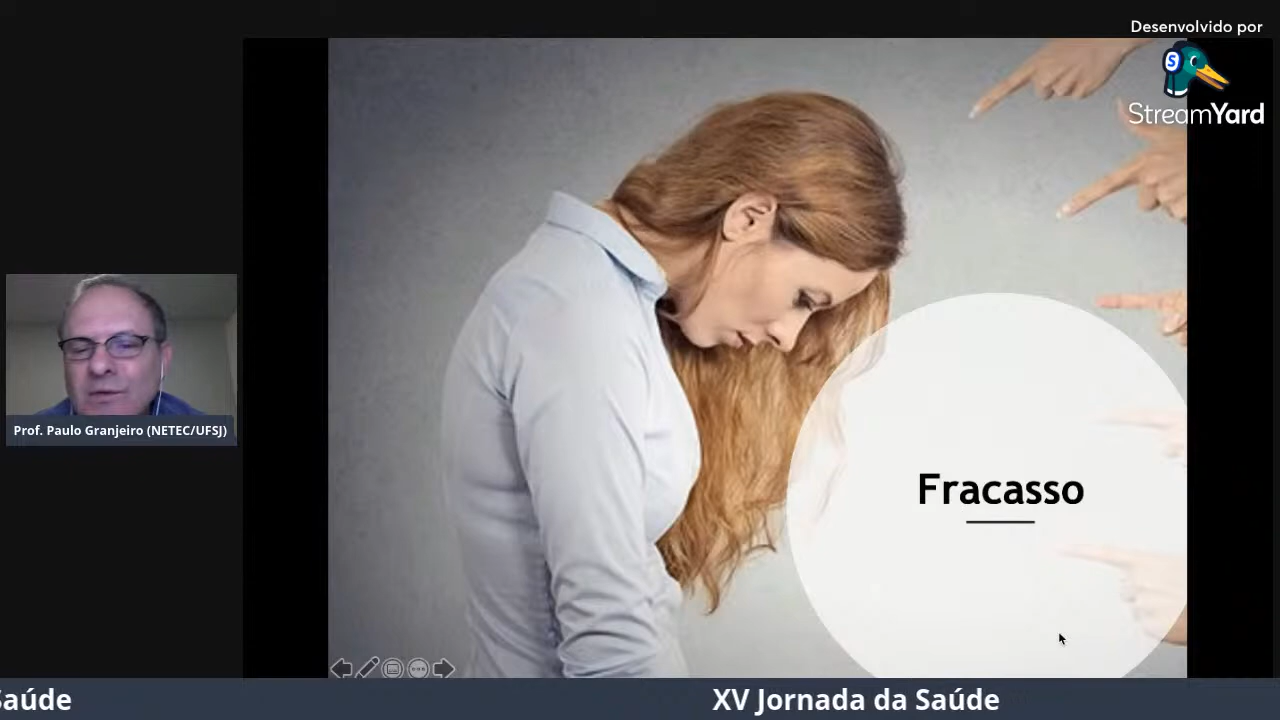 Desenvolvido por
S
StreamYard
Prof. Paulo Granjeiro (NETEC/UFSJ)
Fracasso
Saúde
XV Jornada da Saúde